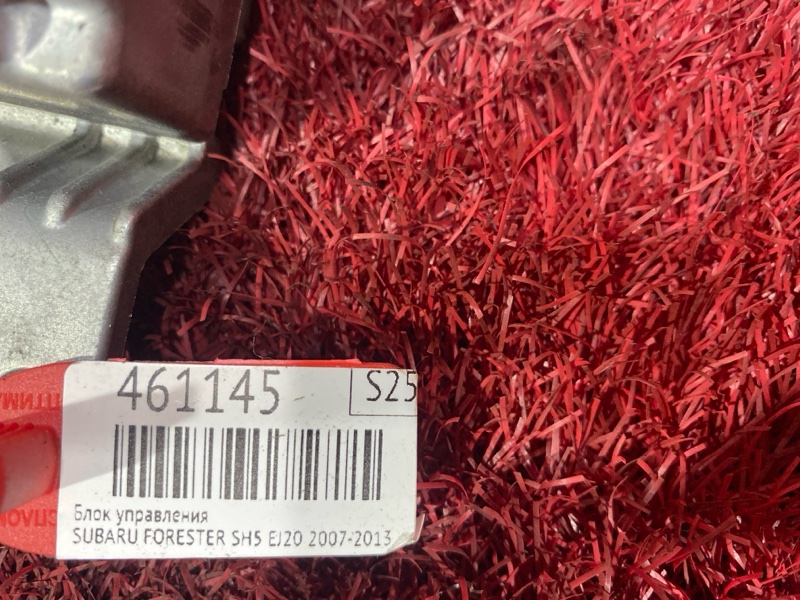 461145
S25
Блок управления
SUBARU FORESTER SH5 EJ20 2007-2013